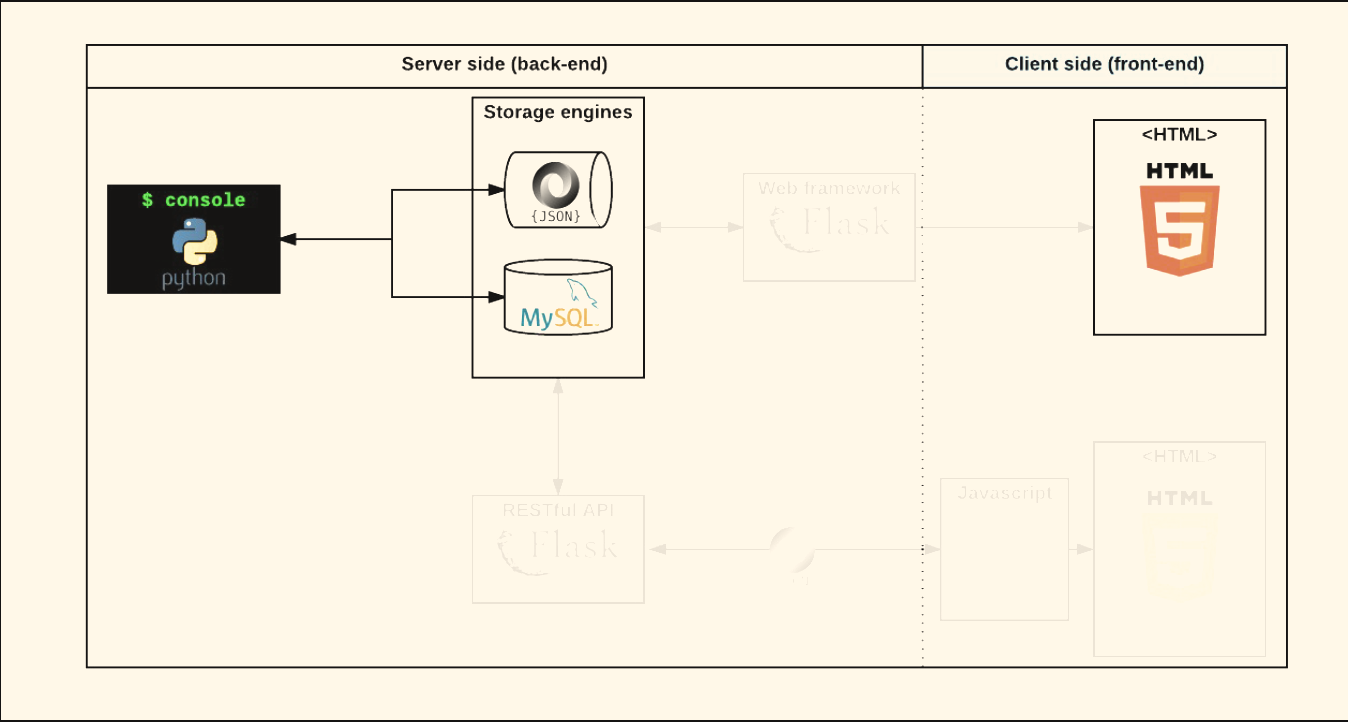 Server side (back-end)
Client side (front-end)
Storage engines
<HTML>
HTML
$ console
python
{JSON}
MySQL
Web framework
Flask
RESTful API
Flask
Javascript
<HTML>
HTML